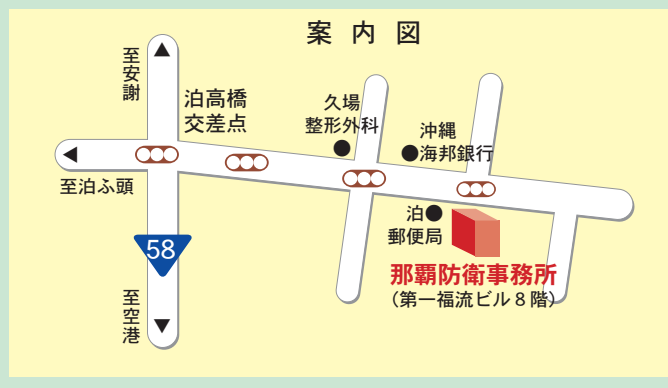 案内図
至安謝
泊高橋
交差点
久場
整形外科
沖縄
海邦銀行
至泊ふ頭
泊
郵便局
58
那覇防衛事務所
（第一福流ビル８階）
至空港